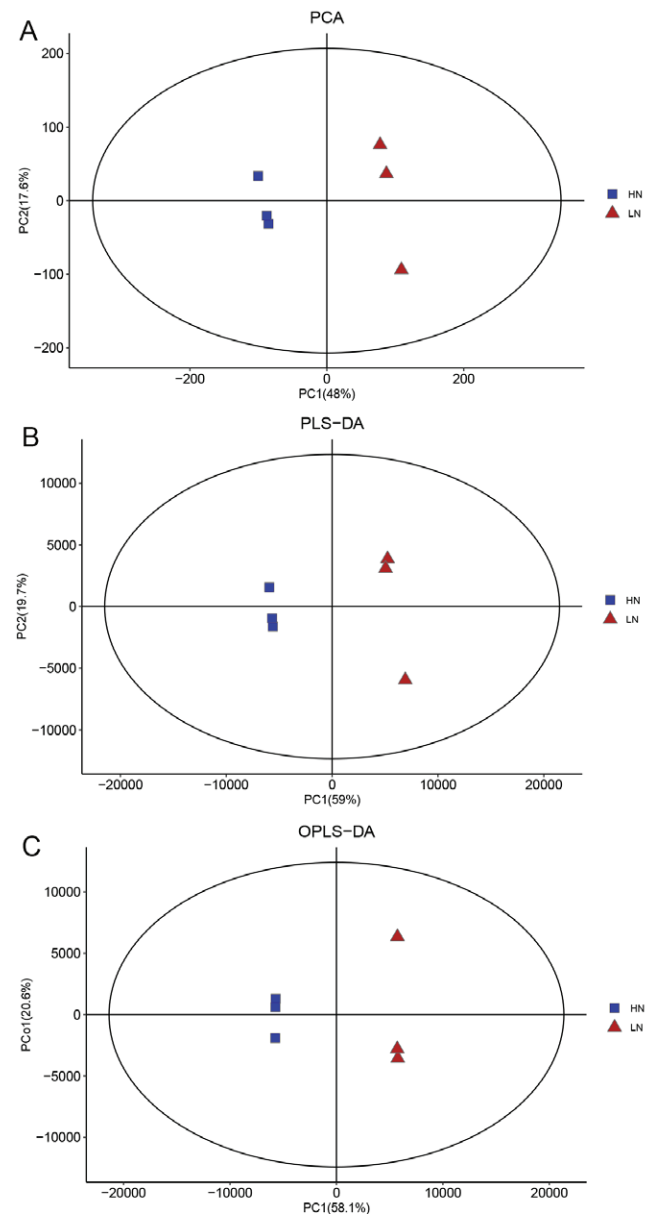 A
PCA
200
100
0
−100
−200
PC2(17.6%)
−200 0 200
PC1(48%)
HN
LN
B
PLS−DA
10000
5000
0
−5000
−10000
PC2(19.7%)
−20000 −10000 0 10000 20000
PC1(59%)
HN
LN
C
OPLS−DA
10000
5000
0
−5000
−10000
PCo1(20.6%)
−20000 −10000 0 10000 20000
PC1(58.1%)
HN
LN